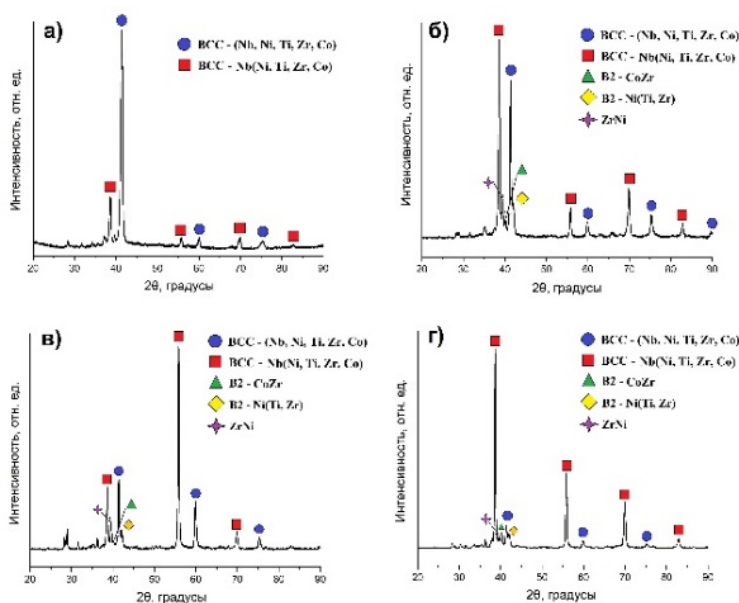 а)
BCC - (Nb, Ni, Ti, Zr, Co)
BCC - Nb(Ni, Ti, Zr, Co)
Интенсивность, отн. ед.
20 30 40 50 60 70 80 90
2θ, градусы
б)
BCC - (Nb, Ni, Ti, Zr, Co)
BCC - Nb(Ni, Ti, Zr, Co)
B2 - CoZr
B2 - Ni(Ti, Zr)
ZrNi
Интенсивность, отн. ед.
20 30 40 50 60 70 80 90
2θ, градусы
в)
BCC - (Nb, Ni, Ti, Zr, Co)
BCC - Nb(Ni, Ti, Zr, Co)
B2 - CoZr
B2 - Ni(Ti, Zr)
ZrNi
Интенсивность, отн. ед.
20 30 40 50 60 70 80 90
2θ, градусы
г)
BCC - (Nb, Ni, Ti, Zr, Co)
BCC - Nb(Ni, Ti, Zr, Co)
B2 - CoZr
B2 - Ni(Ti, Zr)
ZrNi
Интенсивность, отн. ед.
20 30 40 50 60 70 80 90
2θ, градусы